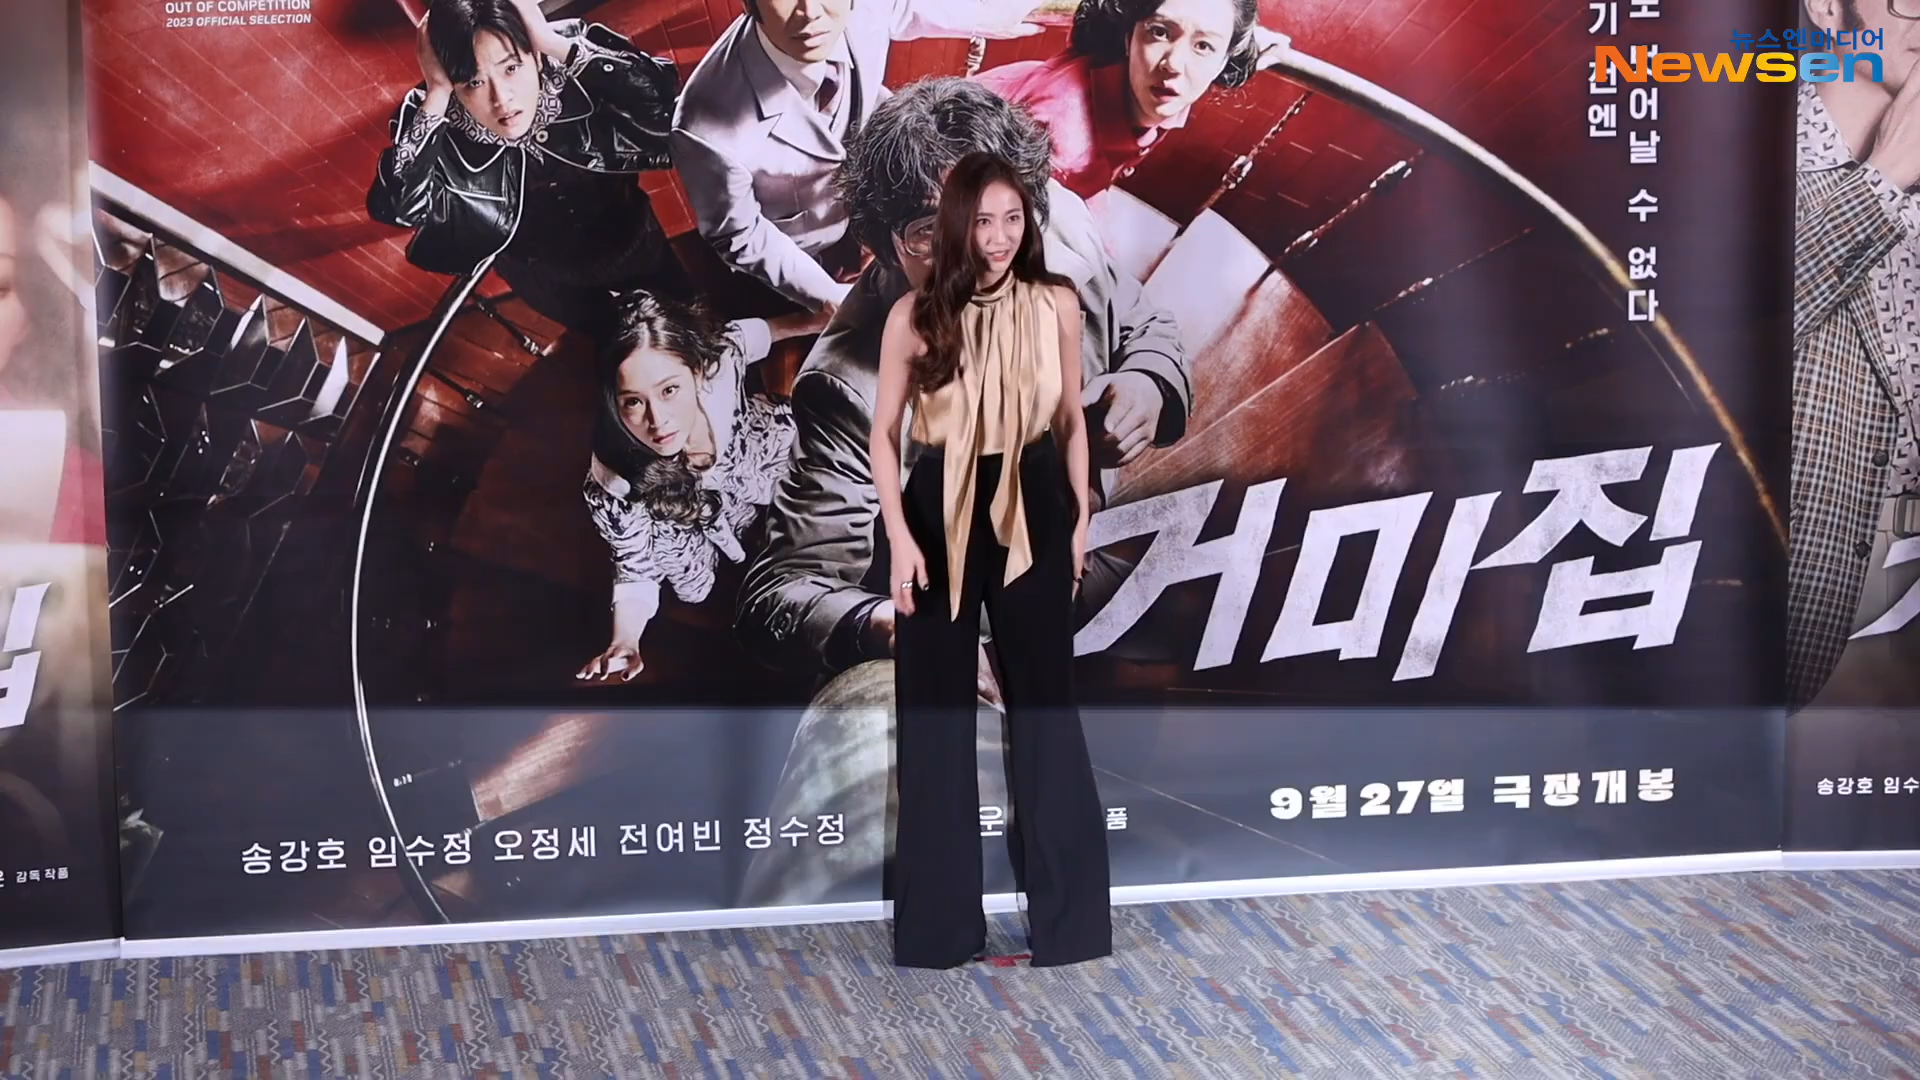 OUT OF COMPETITION
2023 OFFICIAL SELECTION
뉴스엔미디어
Newsen
기 전엔
어날 수 없다
거미집
9월 27일 극장개봉
송강호 임수정 오정세 전여빈 정수정
운
품
감독 작품
송강호 임수